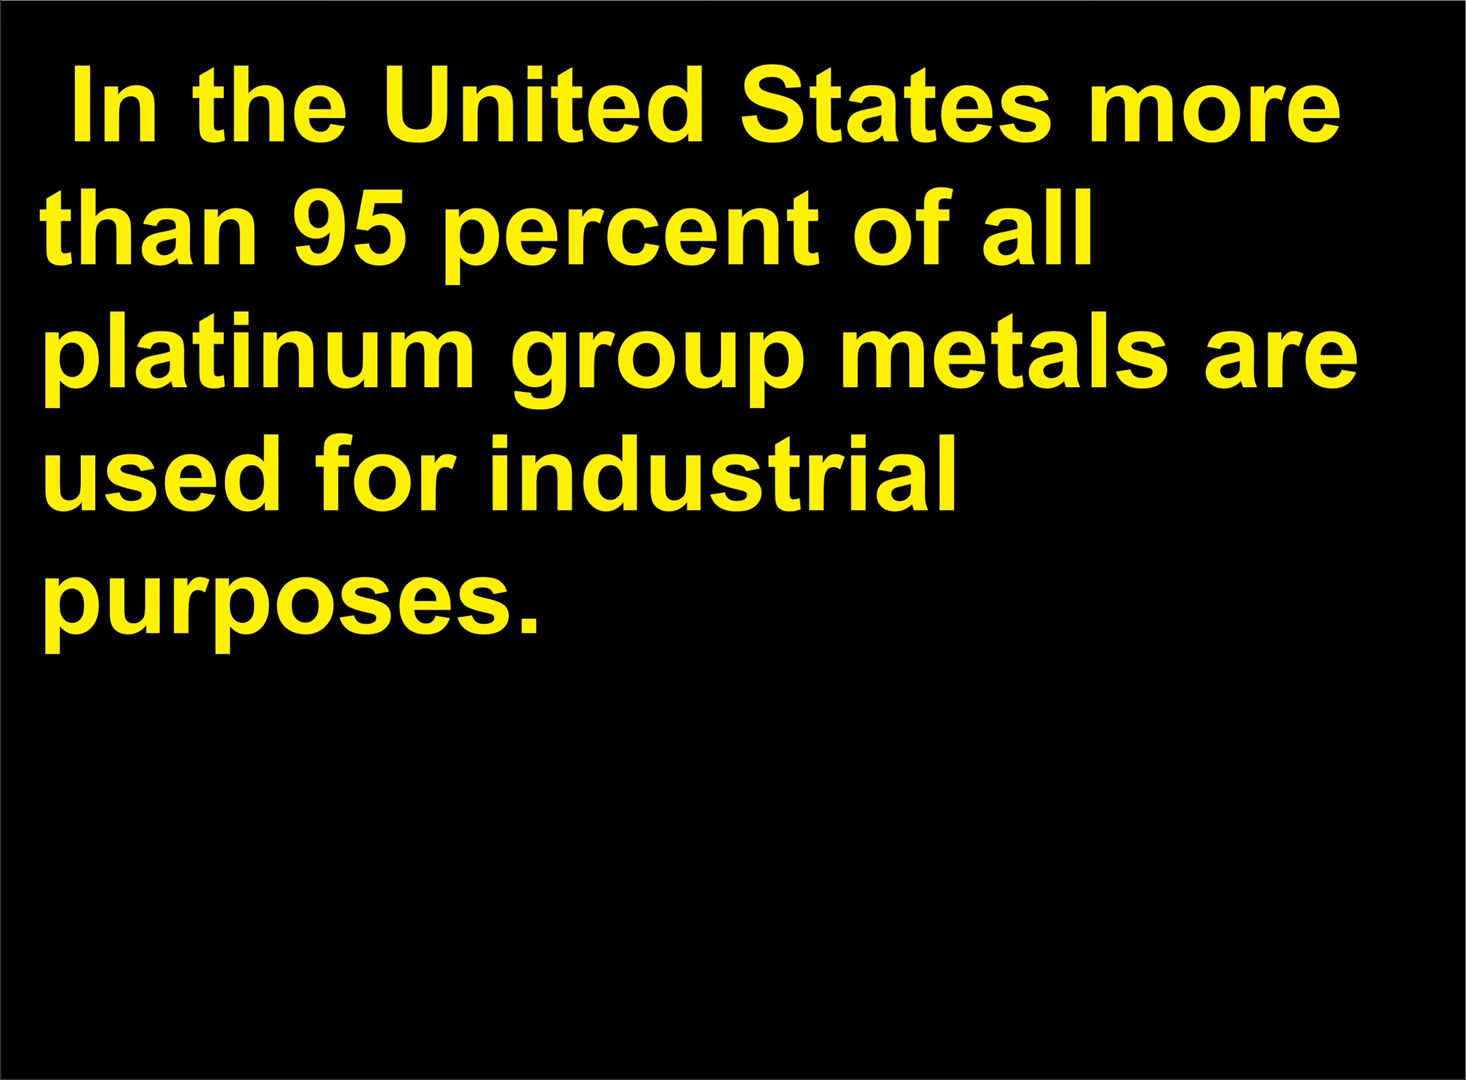 In the United States more
than 95 percent of all
platinum group metals are
used for industrial
purposes.